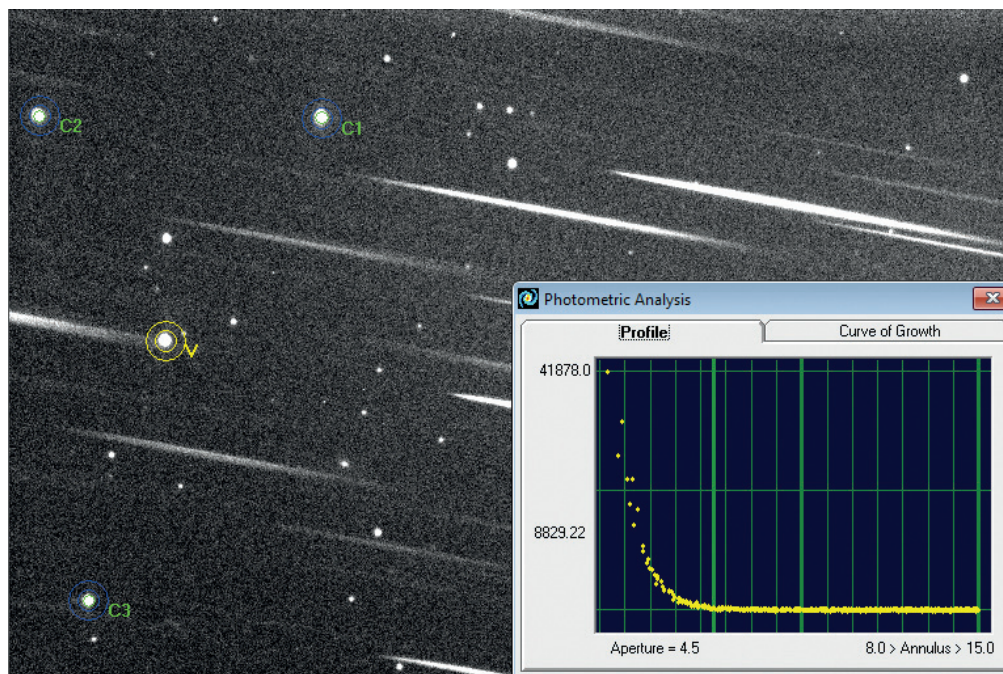 C2
C1
V
C3
Photometric Analysis
Profile
Curve of Growth
41878.0
8829.22
Aperture = 4.5
8.0 > Annulus > 15.0